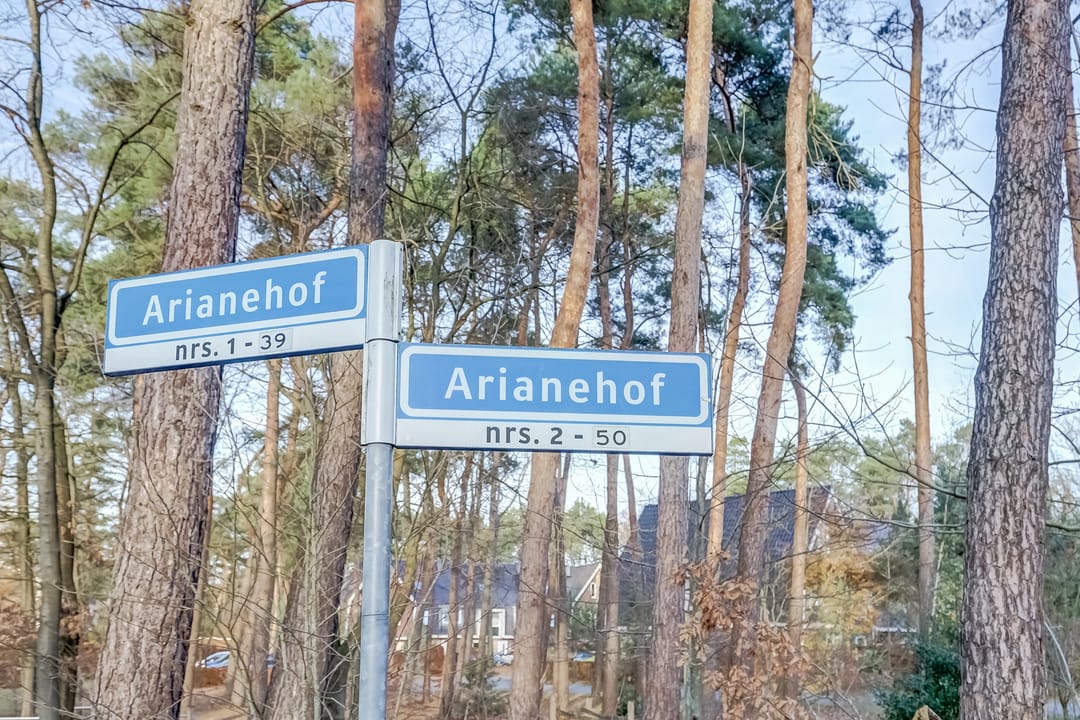 Arianehof
nrs. 1 - 39
Arianehof
nrs. 2 - 50